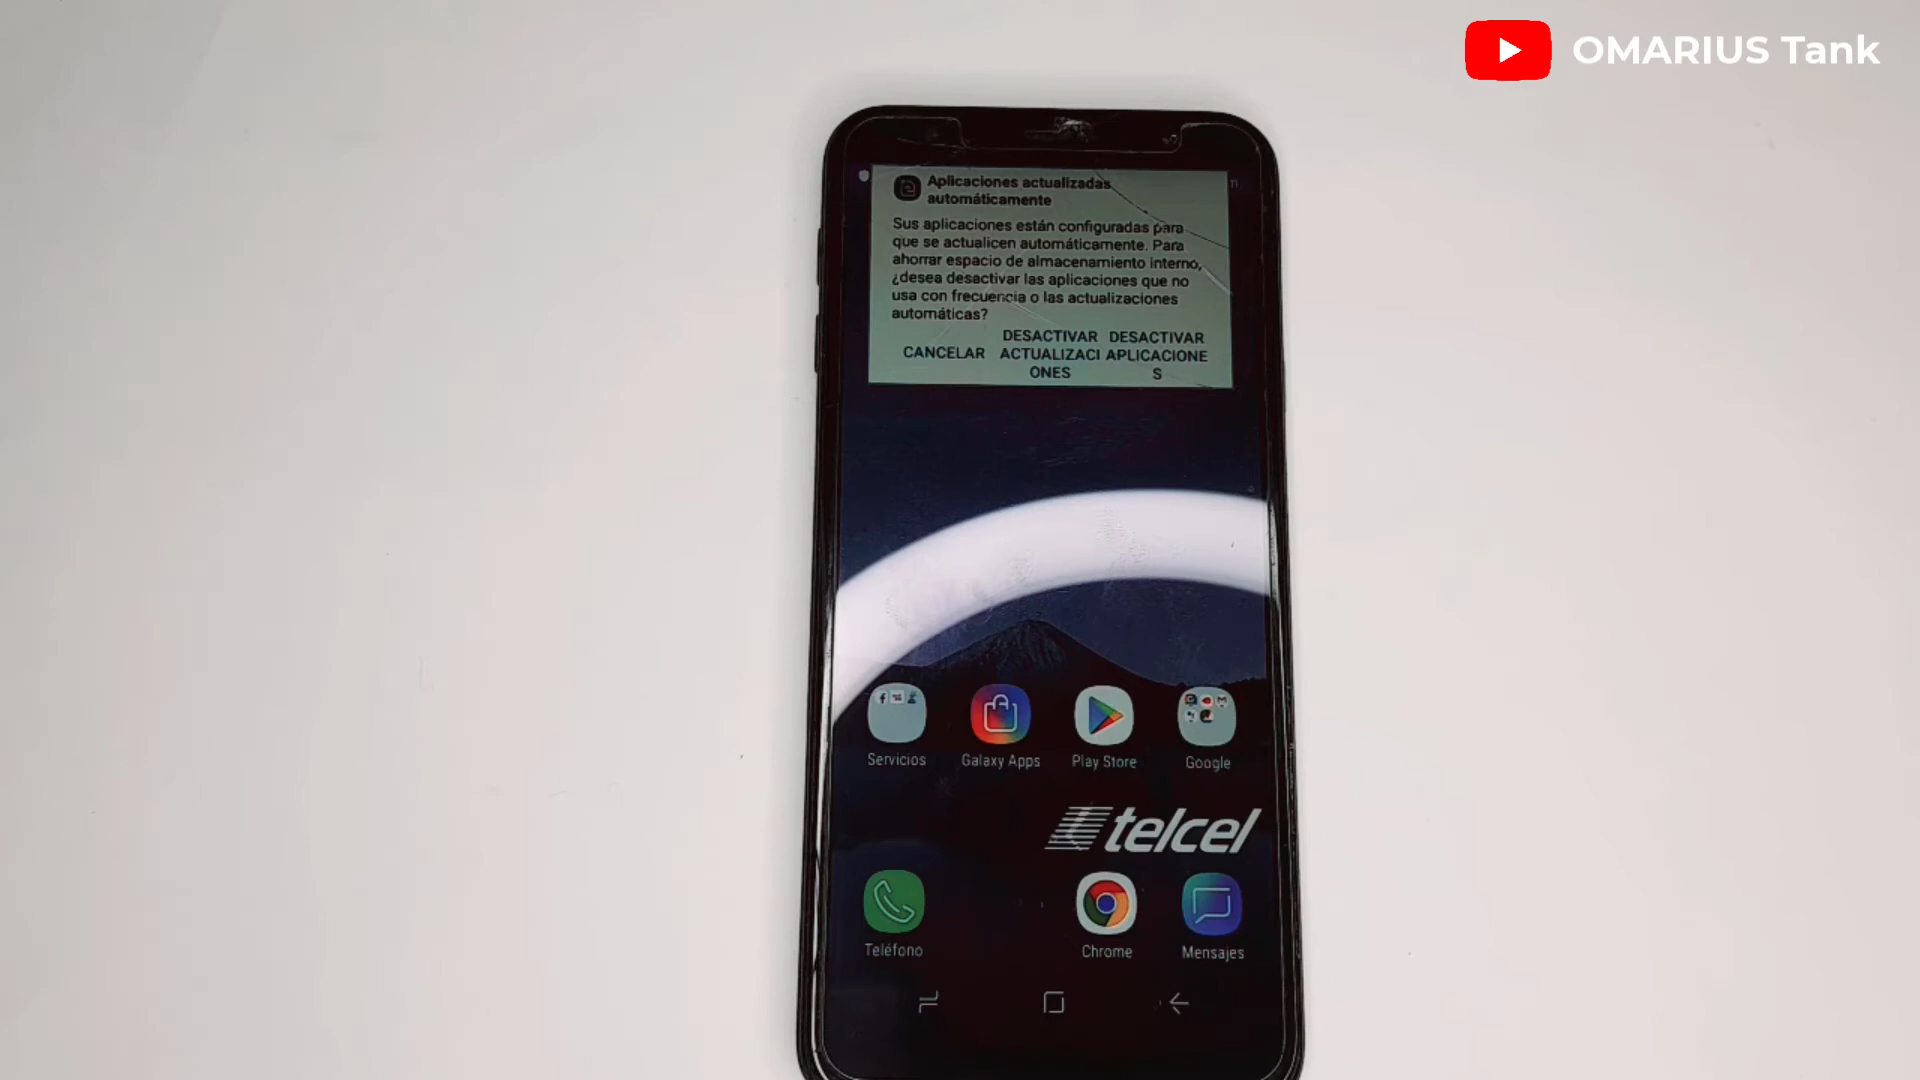 OMARIUS Tank
Aplicaciones actualizadas
automáticamente
Sus aplicaciones están configuradas para
que se actualicen automáticamente. Para
ahorrar espacio de almacenamiento interno,
¿desea desactivar las aplicaciones que no
usa con frecuencia o las actualizaciones
automáticas?
CANCELAR
DESACTIVAR
ACTUALIZACI
ONES
DESACTIVAR
APLICACIONE
S
Servicios
Galaxy Apps
Play Store
Google
telcel
Teléfono
Chrome
Mensajes